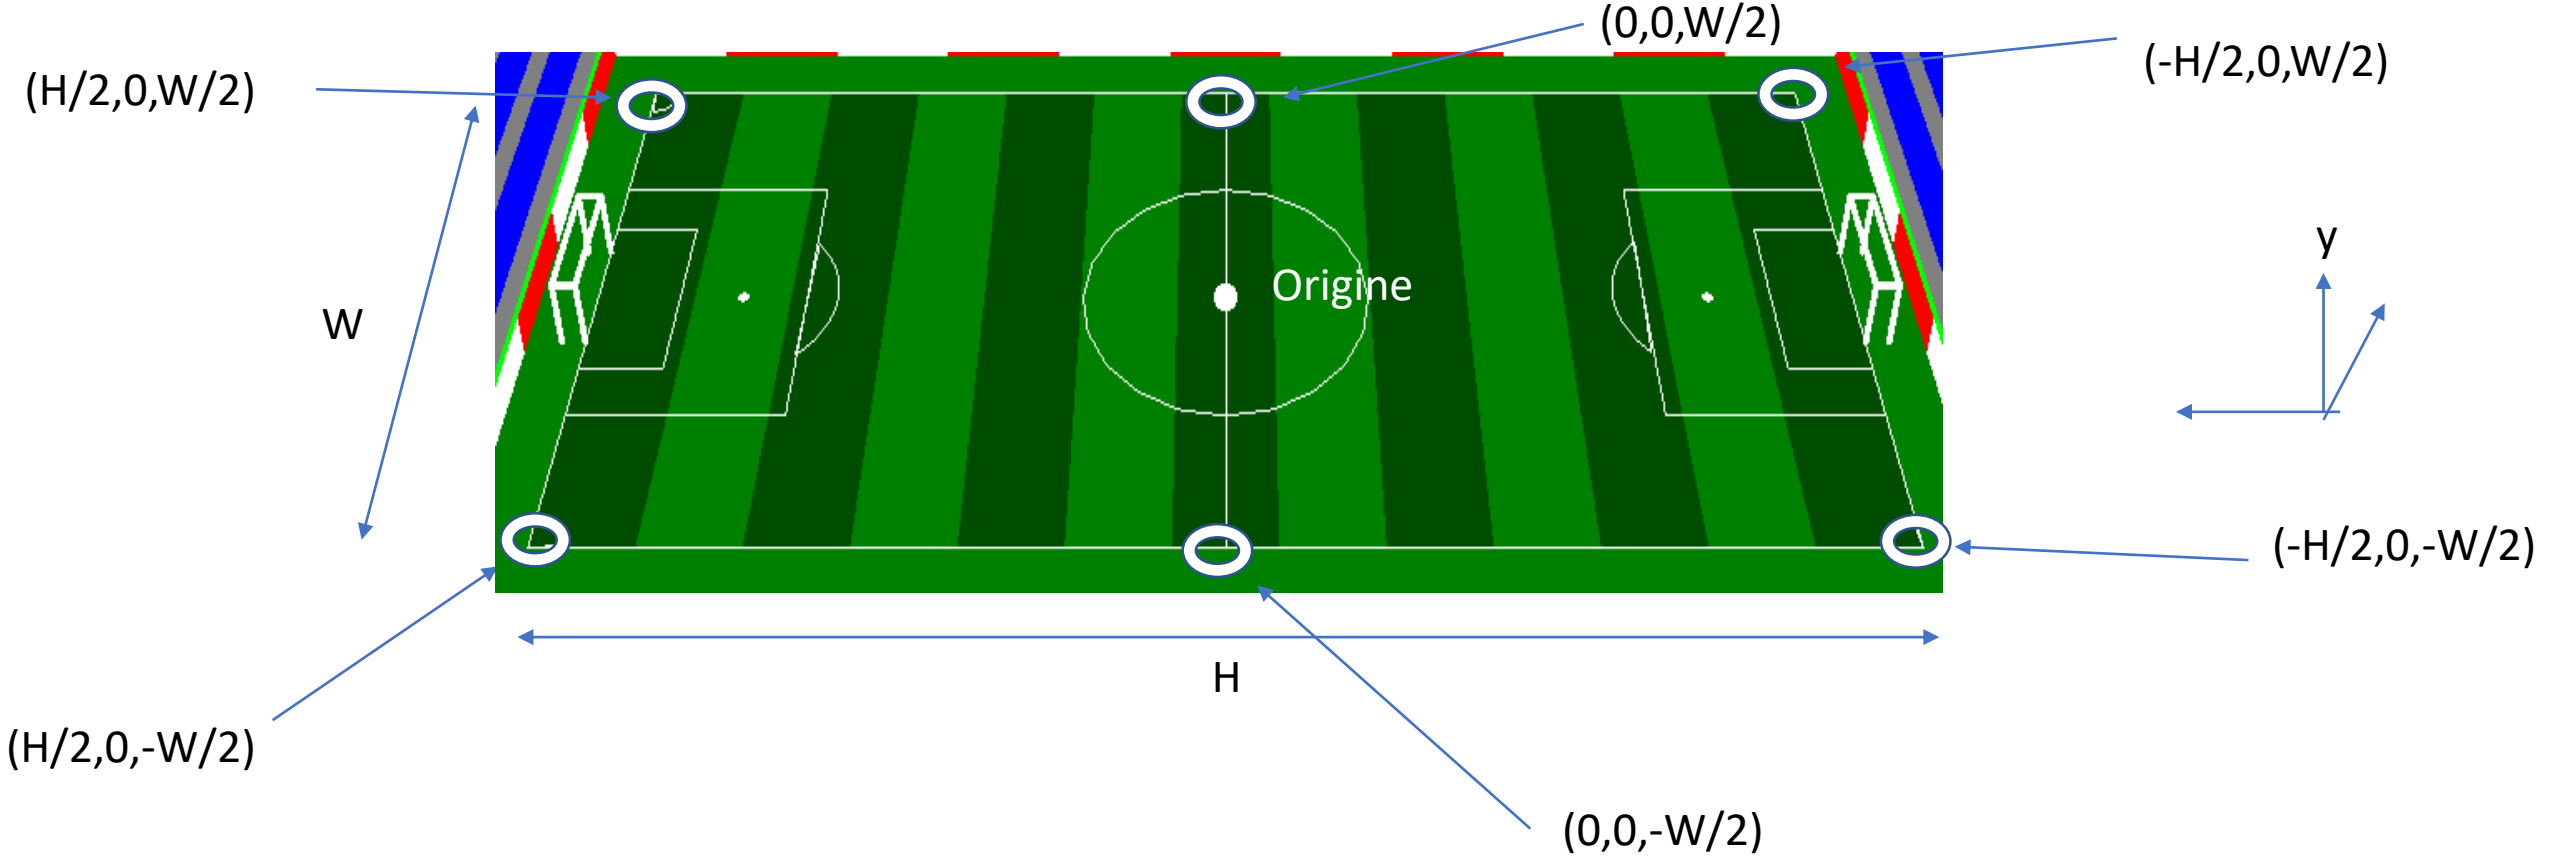 (0,0,W/2)
(-H/2,0,W/2)
(H/2,0,W/2)
y
Origine
W
(-H/2,0,-W/2)
H
(H/2,0,-W/2)
(0,0,-W/2)